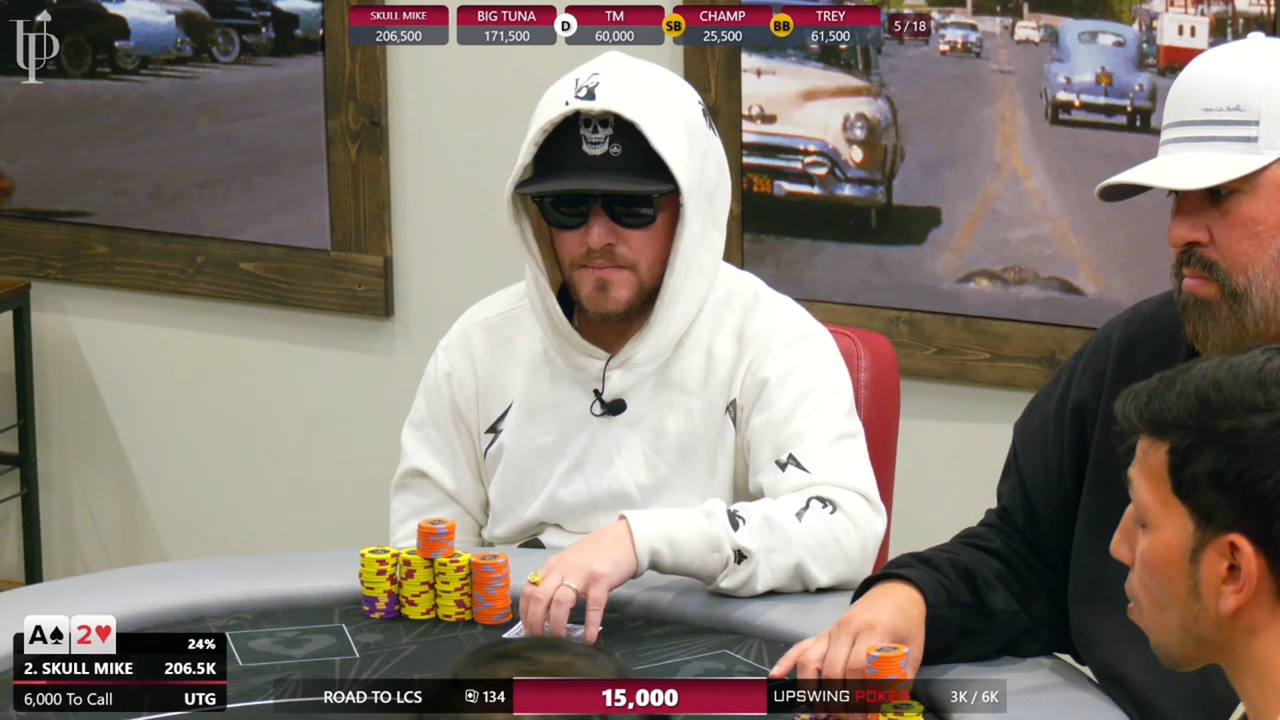 SKULL MIKE
206,500
BIG TUNA
171,500
D
TM
60,000
SB
CHAMP
25,500
BB
TREY
61,500
5 / 18
UP
A♠ 2♥
24%
2. SKULL MIKE 206.5K
6,000 To Call UTG
ROAD TO LCS
134
15,000
UPSWING POKER
3K / 6K